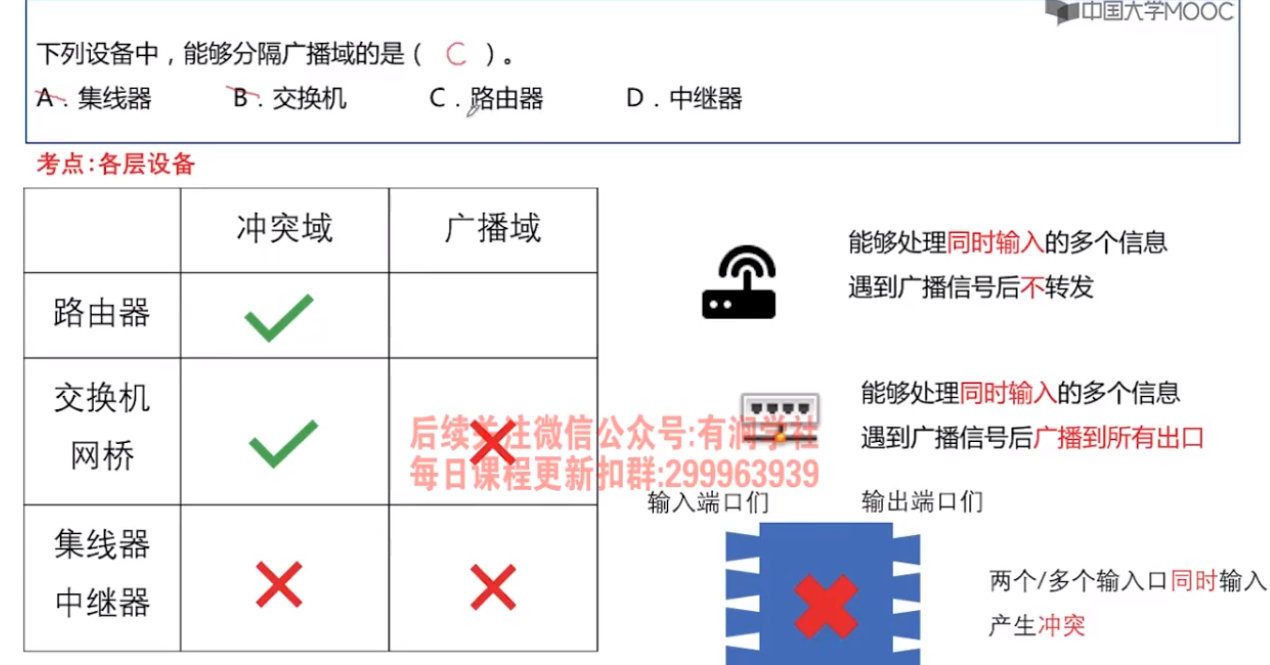 中国大学MOOC
下列设备中，能够分隔广播域的是（ C ）。
A．集线器 B．交换机 C．路由器 D．中继器
考点：各层设备
冲突域 广播域
路由器
交换机
网桥
集线器
中继器
能够处理同时输入的多个信息
遇到广播信号后不转发
能够处理同时输入的多个信息
遇到广播信号后广播到所有出口
后续关注微信公众号:有润学社
每日课程更新扣群:299963939
输入端口们 输出端口们
两个/多个输入口同时输入
产生冲突